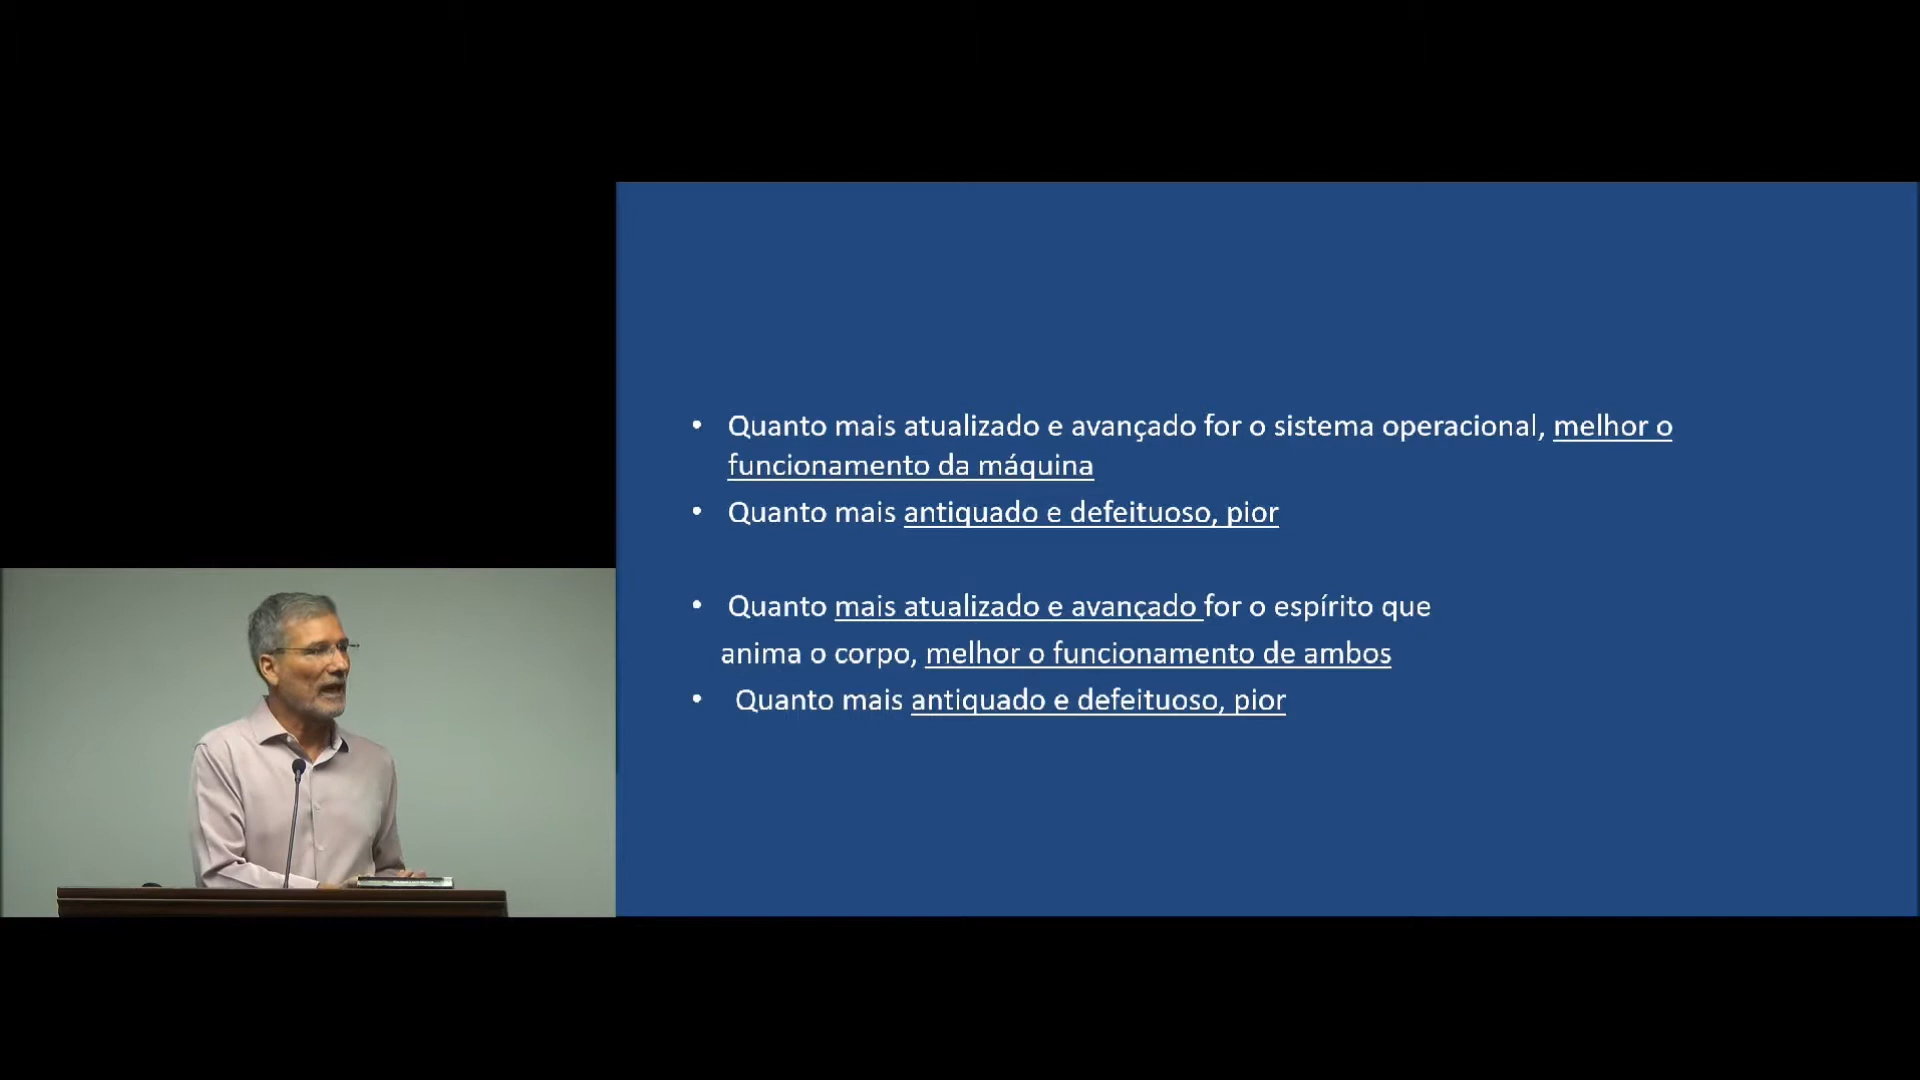 • Quanto mais atualizado e avançado for o sistema operacional, melhor o
funcionamento da máquina
• Quanto mais antiquado e defeituoso, pior
• Quanto mais atualizado e avançado for o espírito que
anima o corpo, melhor o funcionamento de ambos
• Quanto mais antiquado e defeituoso, pior